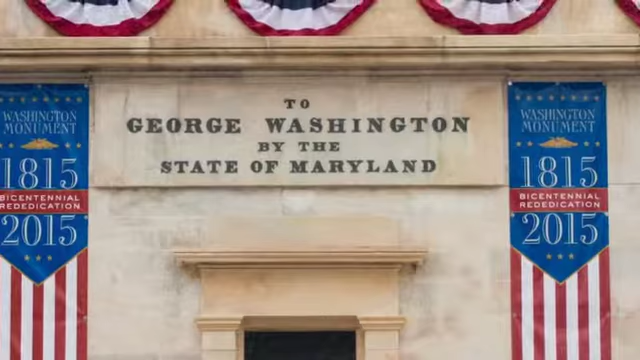 TO
GEORGE WASHINGTON
BY THE
STATE OF MARYLAND
WASHINGTON
MONUMENT
1815
BICENTENNIAL
REDEDICATION
2015
WASHINGTON
MONUMENT
1815
BICENTENNIAL
REDEDICATION
2015